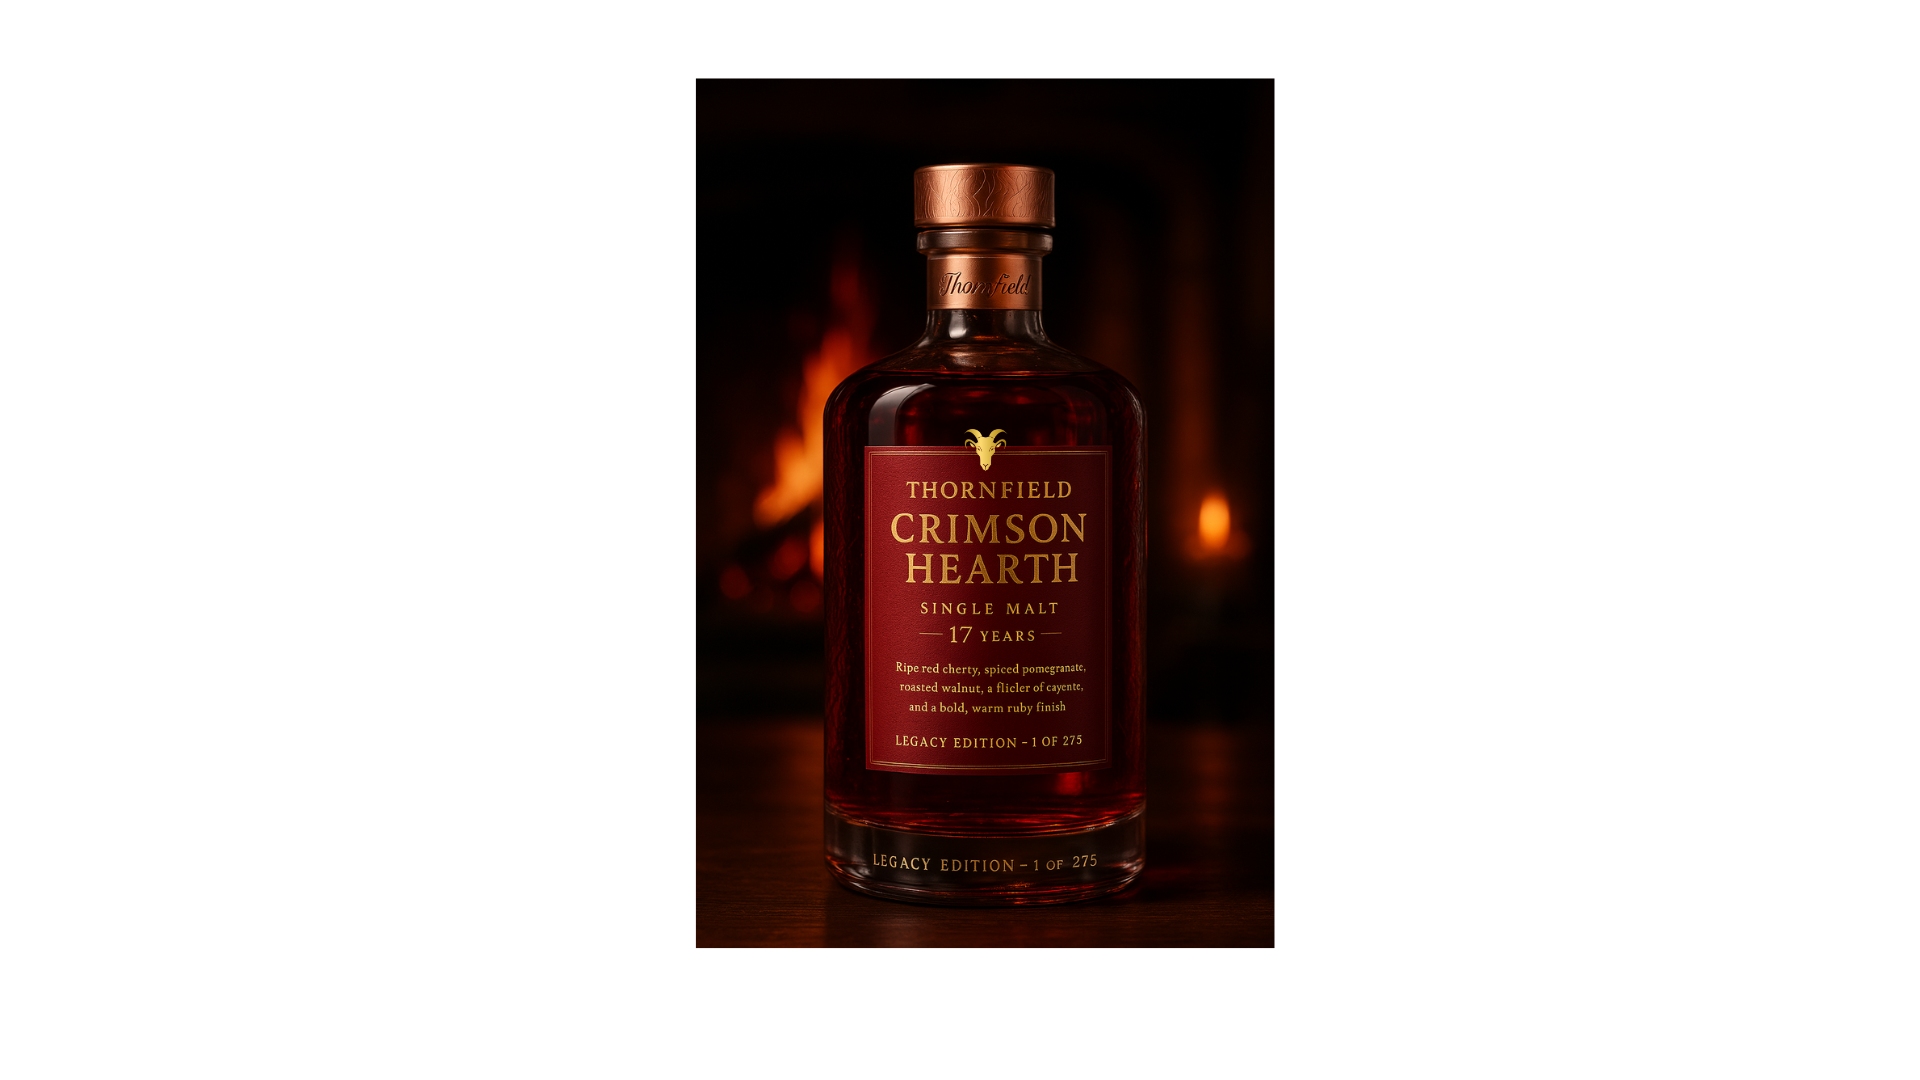 Thornfield
THORNFIELD
CRIMSON
HEARTH
SINGLE MALT
17 YEARS
Ripe red cherty, spiced pomegranate,
roasted walnut, a flicler of cayente,
and a bold, warm ruby finish
LEGACY EDITION – 1 OF 275
LEGACY EDITION – 1 OF 275